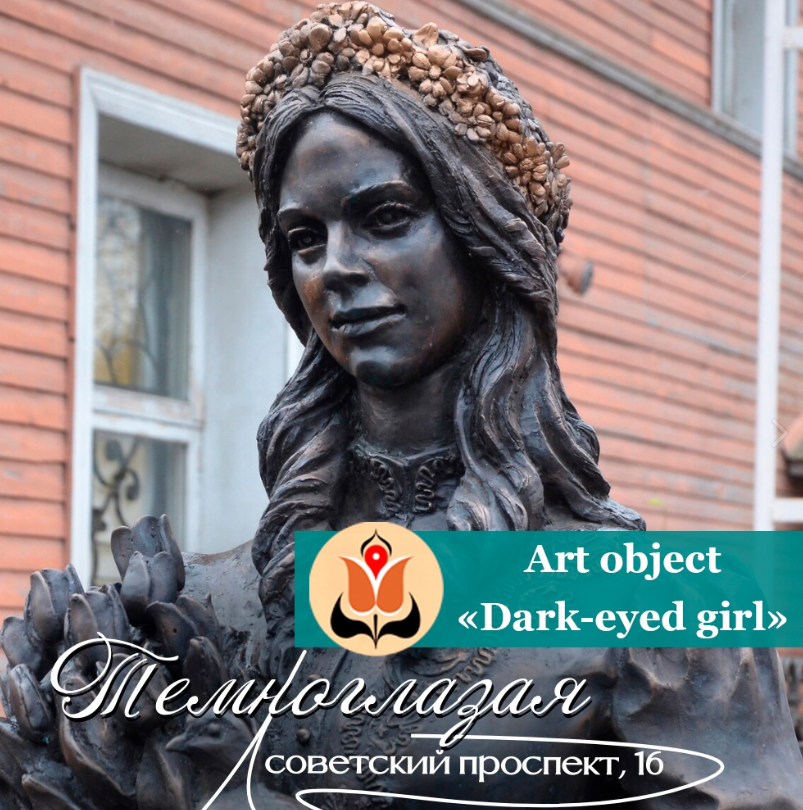 Art object
«Dark-eyed girl»
Темноглазая
советский проспект, 16